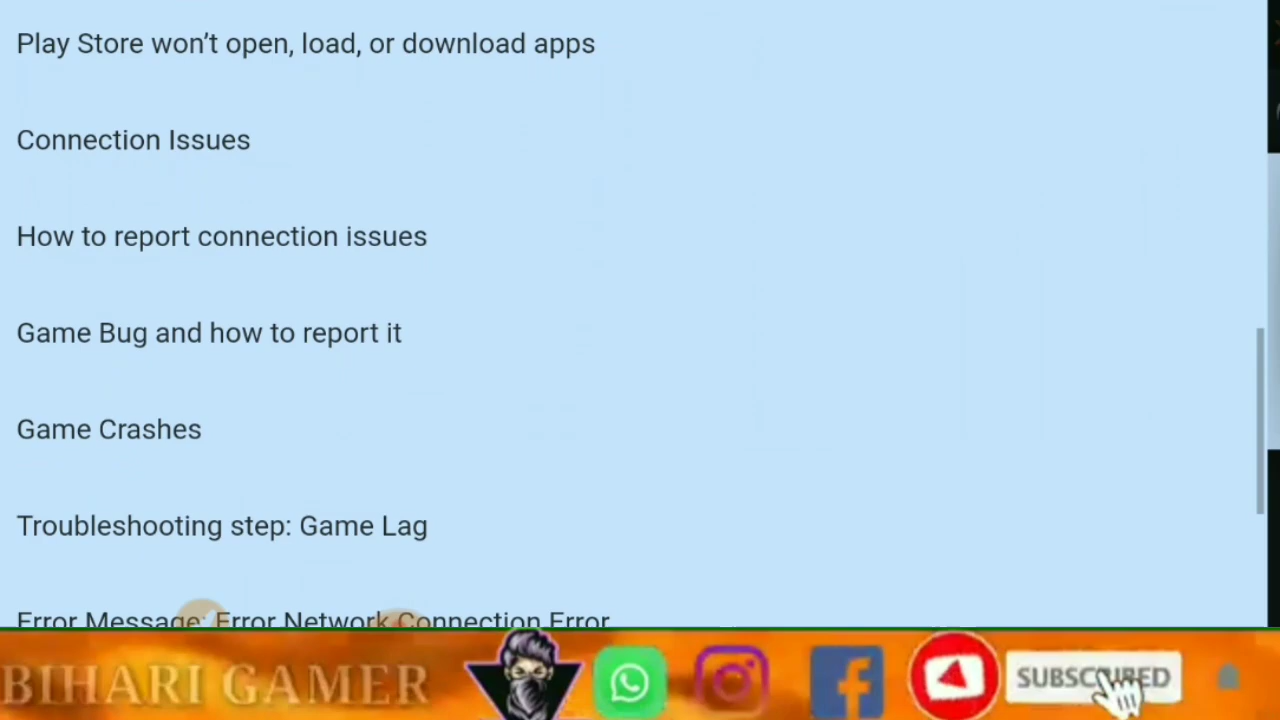 Play Store won’t open, load, or download apps
Connection Issues
How to report connection issues
Game Bug and how to report it
Game Crashes
Troubleshooting step: Game Lag
Error Message: Error Network Connection Error
BIHARI GAMER
SUBSCRIBED